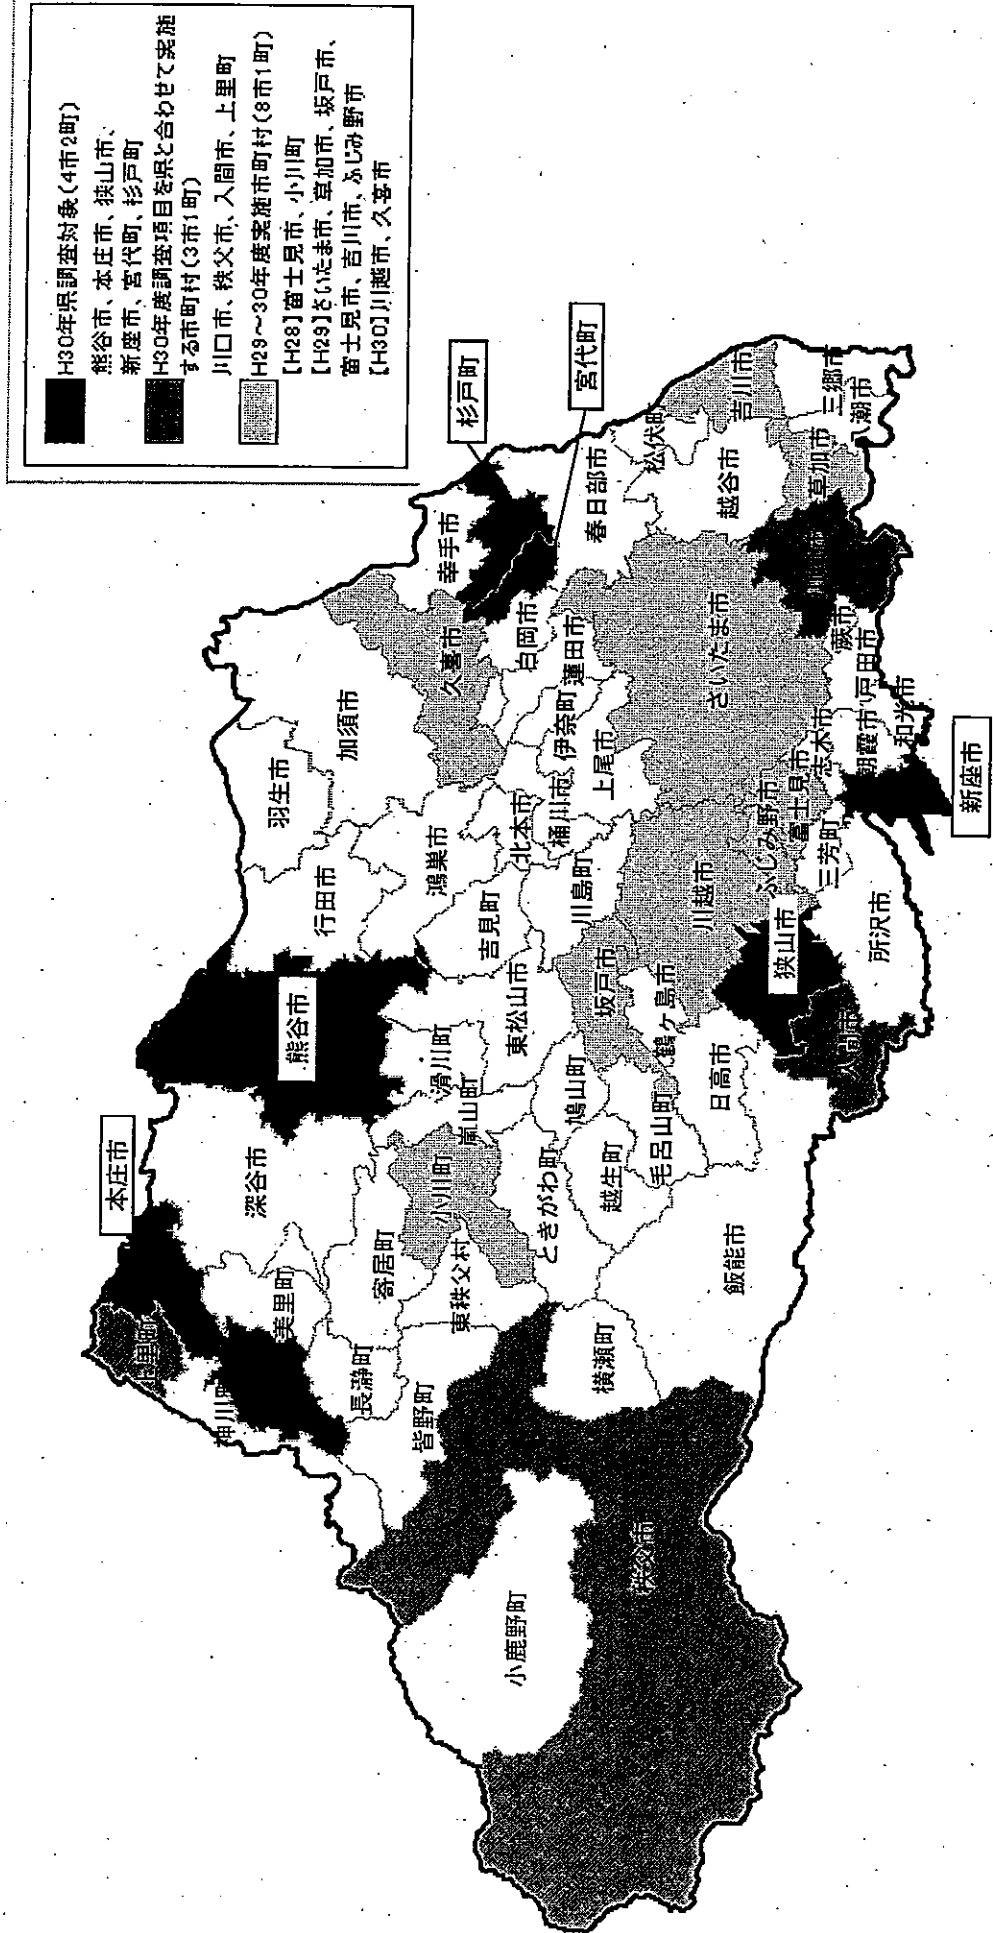 H30年県調査対象(4市2町)
熊谷市、本庄市、狭山市、
新座市、宮代町、杉戸町
H30年度調査項目を県と合わせて実施
する市町村(3市1町)
川口市、秩父市、入間市、上里町
H29～30年度実施市町村(8市1町)
【H28】富士見市、小川町
【H29】さいたま市、草加市、坂戸市、
富士見市、吉川市、ふじみ野市
【H30】川越市、久喜市
本庄市
上里町
神川町
美里町
深谷市
熊谷市
長瀞町
寄居町
皆野町
東秩父村
小川町
嵐山町
滑川町
行田市
羽生市
加須市
鴻巣市
吉見町
東松山市
久喜市
幸手市
杉戸町
宮代町
白岡市
蓮田市
伊奈町
北本市
桶川市
上尾市
川島町
坂戸市
鳩山町
ときがわ町
越生町
毛呂山町
鶴ヶ島市
日高市
飯能市
横瀬町
小鹿野町
秩父市
川越市
さいたま市
春日部市
松伏町
越谷市
吉川市
三郷市
八潮市
草加市
蕨市
戸田市
和光市
朝霞市
志木市
富士見市
ふじみ野市
三芳町
新座市
所沢市
狭山市
入間市